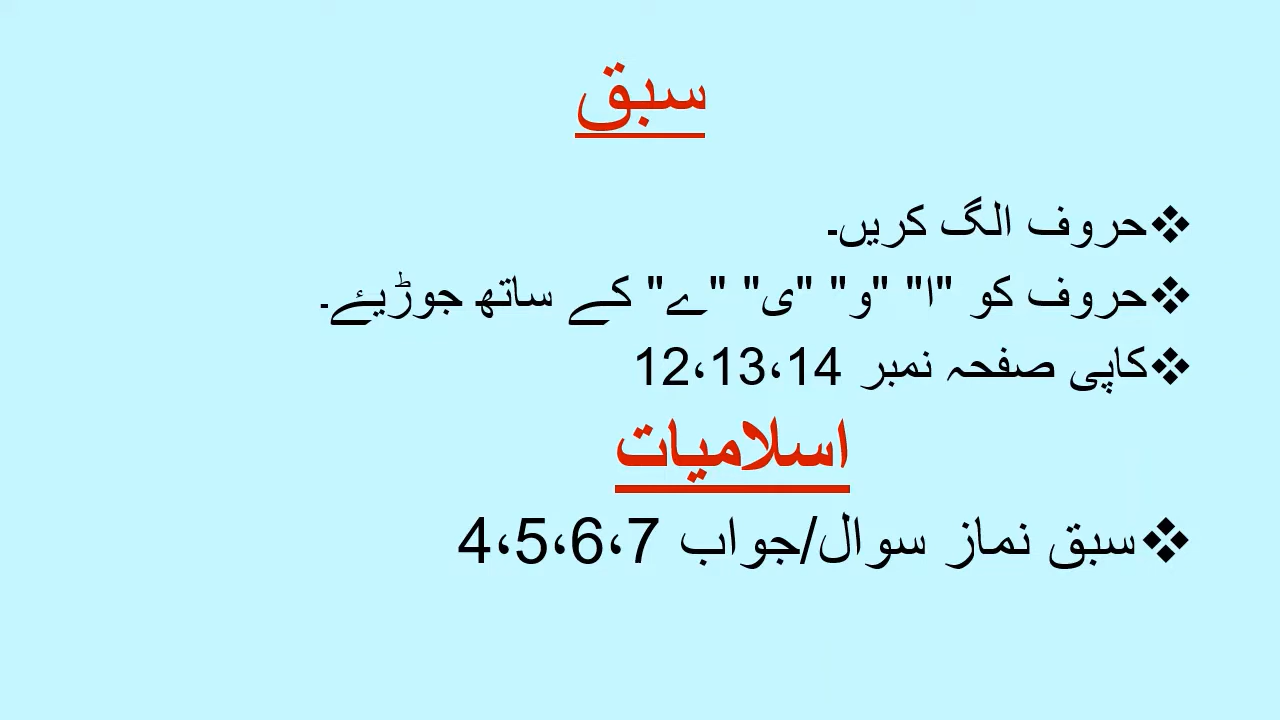 سبق
❖حروف الگ کریں۔
❖حروف کو "ا" "و" "ی" "ے" کے ساتھ جوڑیئے۔
❖کاپی صفحہ نمبر 12،13،14
اسلامیات
❖سبق نماز سوال/جواب 4،5،6،7